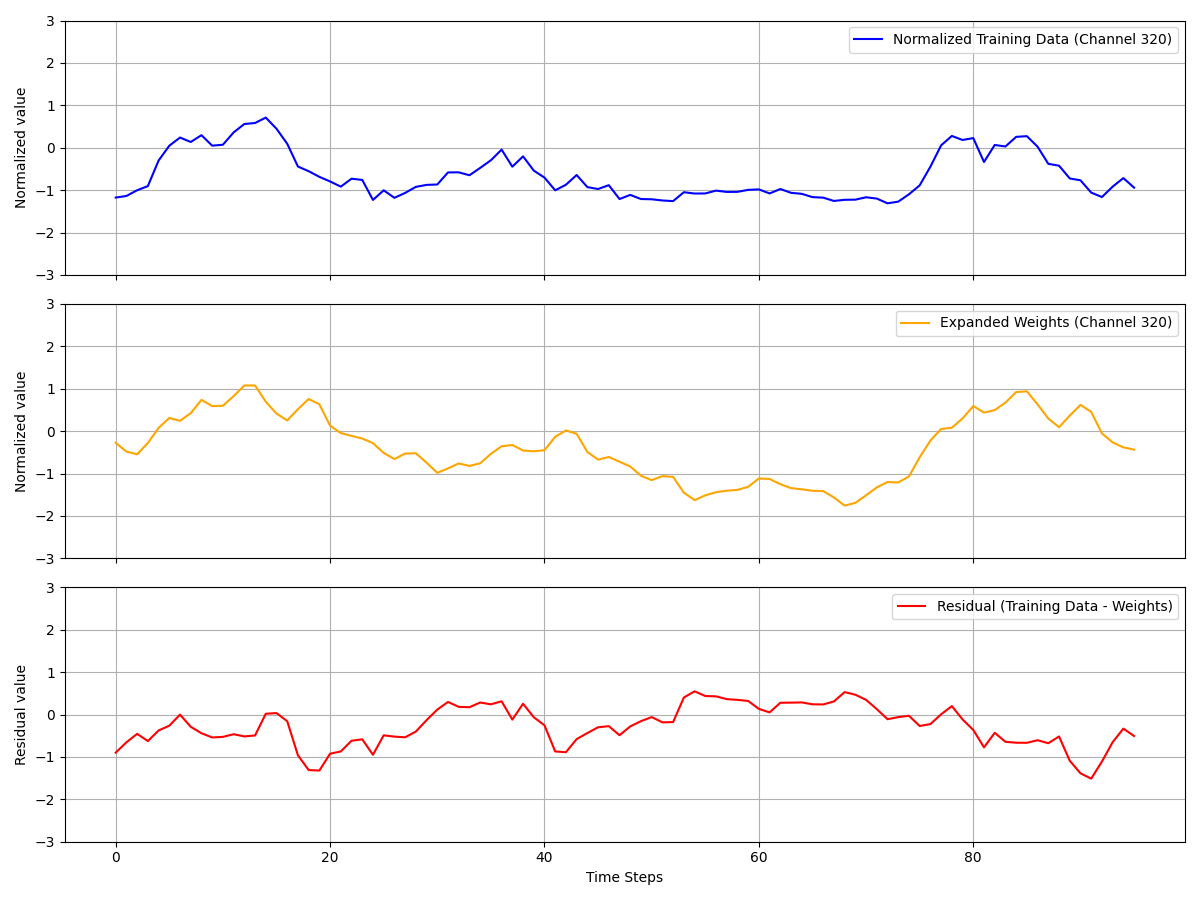 3
2
1
0
−1
−2
−3
Normalized value
Normalized Training Data (Channel 320)
3
2
1
0
−1
−2
−3
Normalized value
Expanded Weights (Channel 320)
3
2
1
0
−1
−2
−3
Residual value
Residual (Training Data - Weights)
0 20 40 60 80
Time Steps